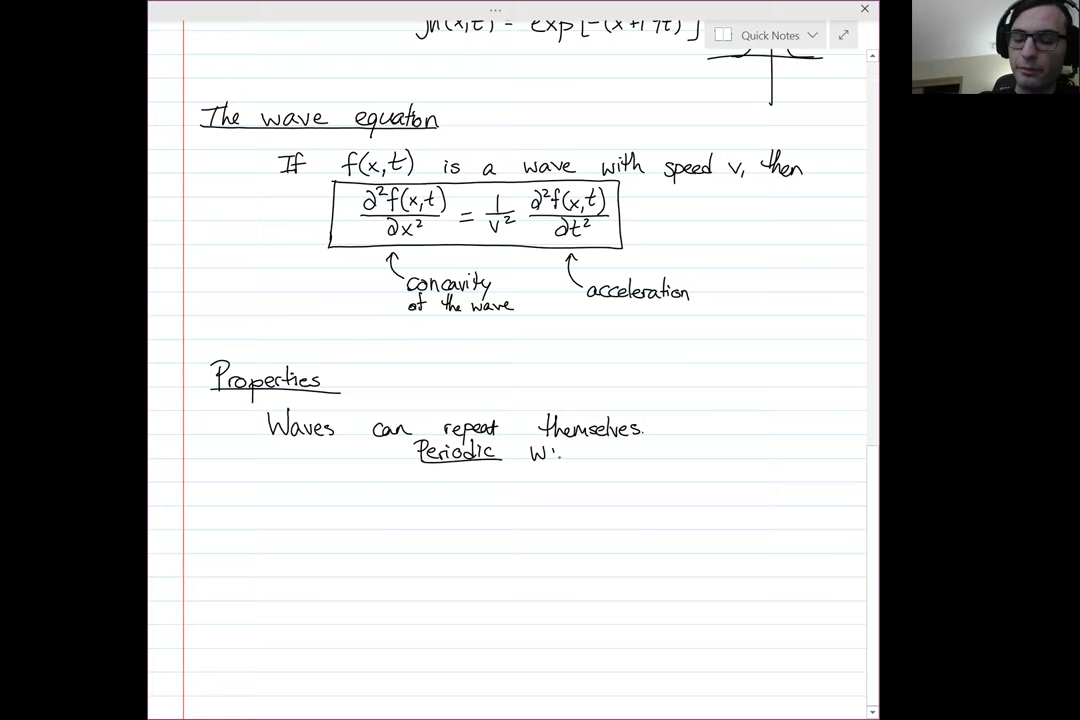 Quick Notes
The wave equation
If f(x,t) is a wave with speed v, then
∂²f(x,t)/∂x² = 1/v² ∂²f(x,t)/∂t²
concavity of the wave
acceleration
Properties
Waves can repeat themselves.
Periodic